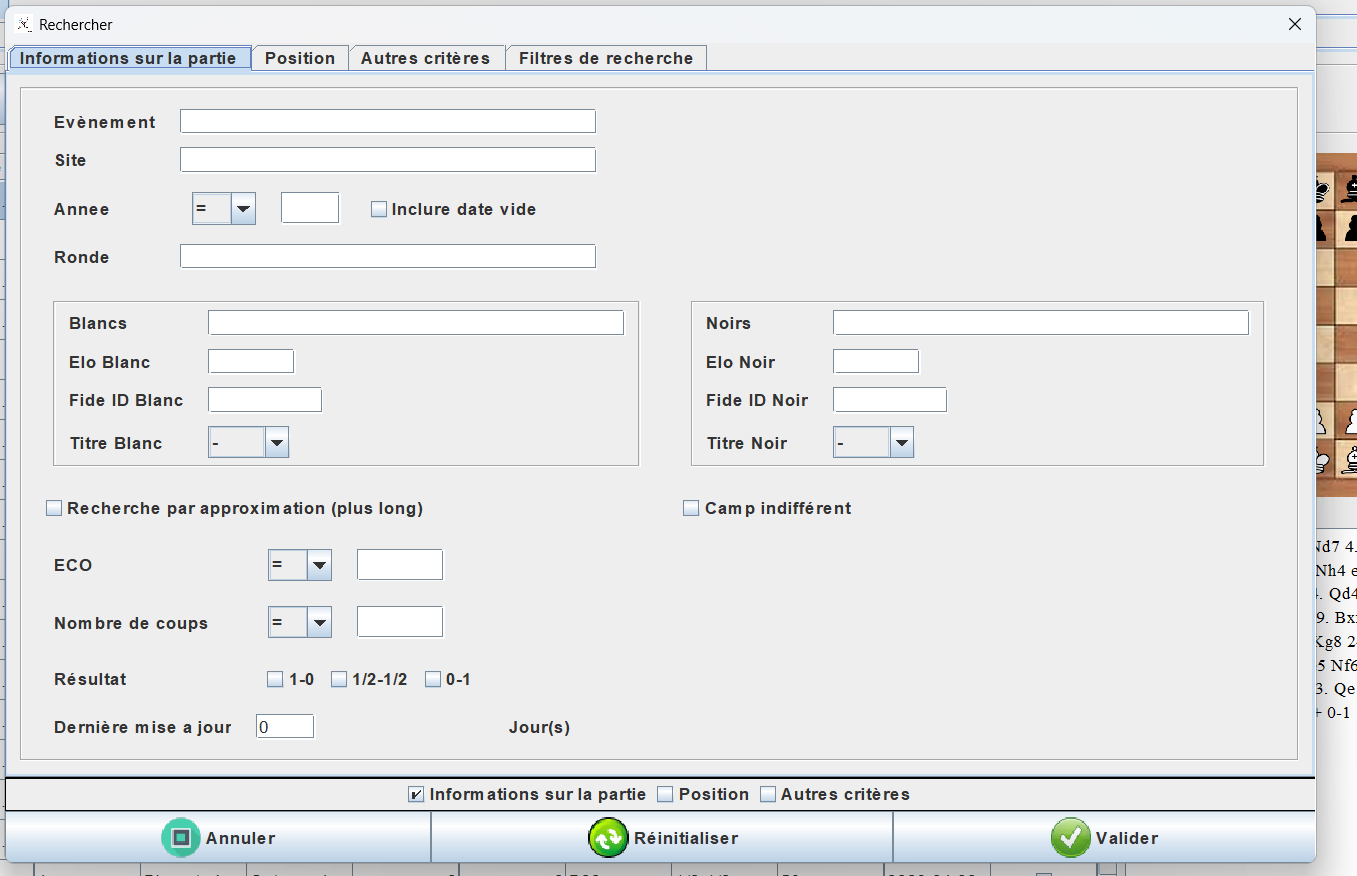 Rechercher
Informations sur la partie Position Autres critères Filtres de recherche
Evènement
Site
Annee = Inclure date vide
Ronde
Blancs Noirs
Elo Blanc Elo Noir
Fide ID Blanc Fide ID Noir
Titre Blanc - Titre Noir -
Recherche par approximation (plus long) Camp indifférent
ECO =
Nombre de coups =
Résultat 1-0 1/2-1/2 0-1
Dernière mise a jour 0 Jour(s)
Informations sur la partie Position Autres critères
Annuler Réinitialiser Valider
Nd7 4.
Nh4
Qd4
9.
Kg8
Nf6
3. Qe
0-1